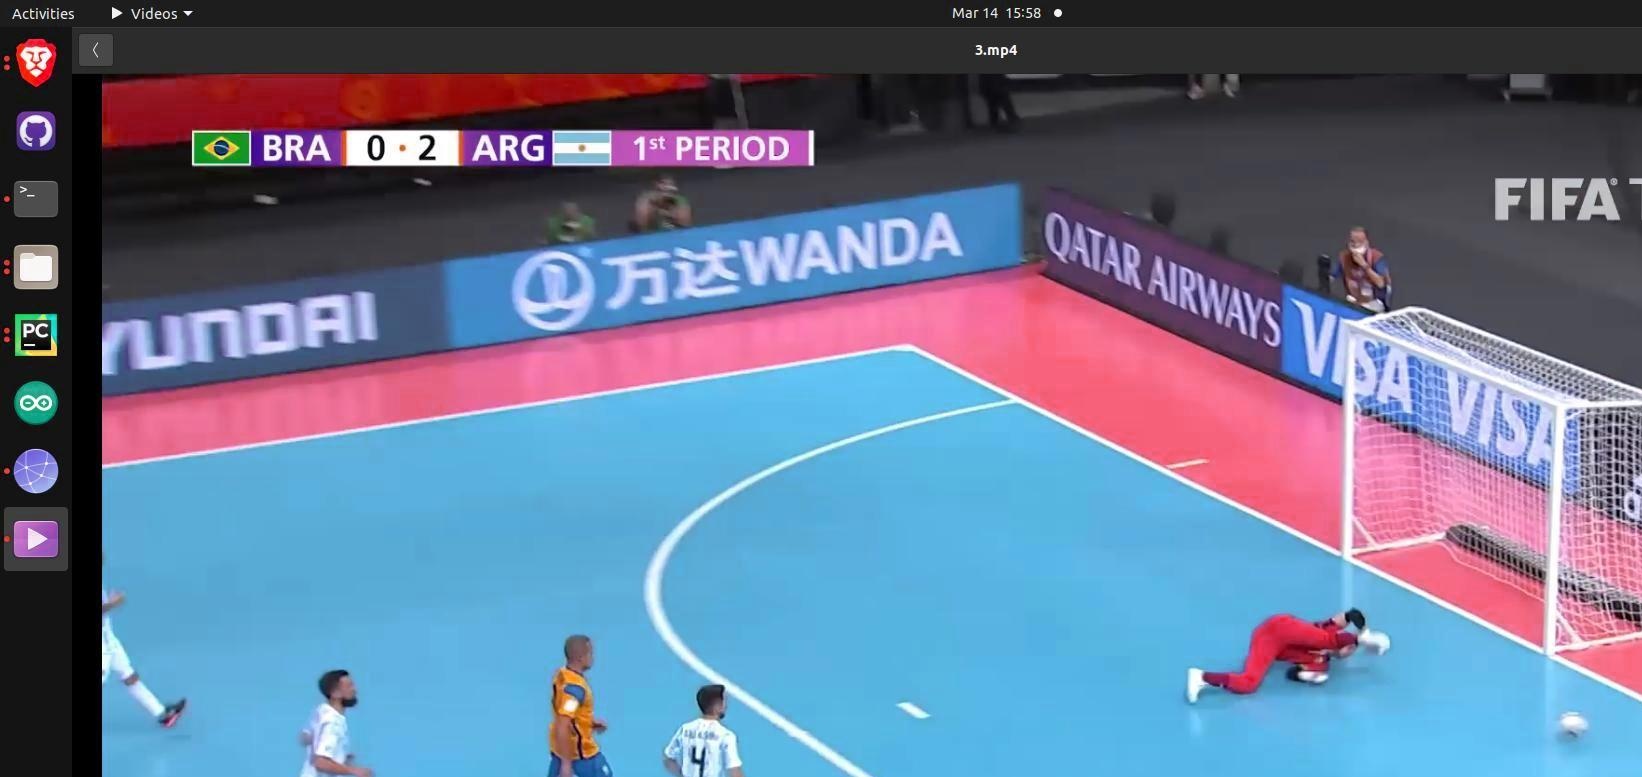 Activities
Videos
Mar 14 15:58
3.mp4
BRA 0 · 2 ARG 1st PERIOD
FIFA
YUNDAI
万达WANDA
QATAR AIRWAYS
VISA VISA
>_
PC
4